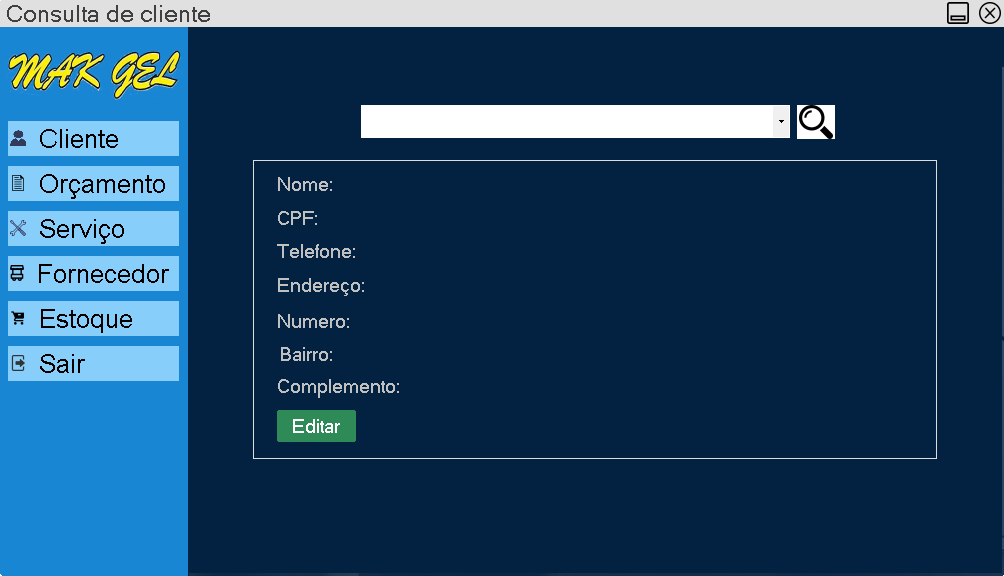 Consulta de cliente
MAK GEL
Cliente
Orçamento
Serviço
Fornecedor
Estoque
Sair
Nome:
CPF:
Telefone:
Endereço:
Numero:
Bairro:
Complemento:
Editar